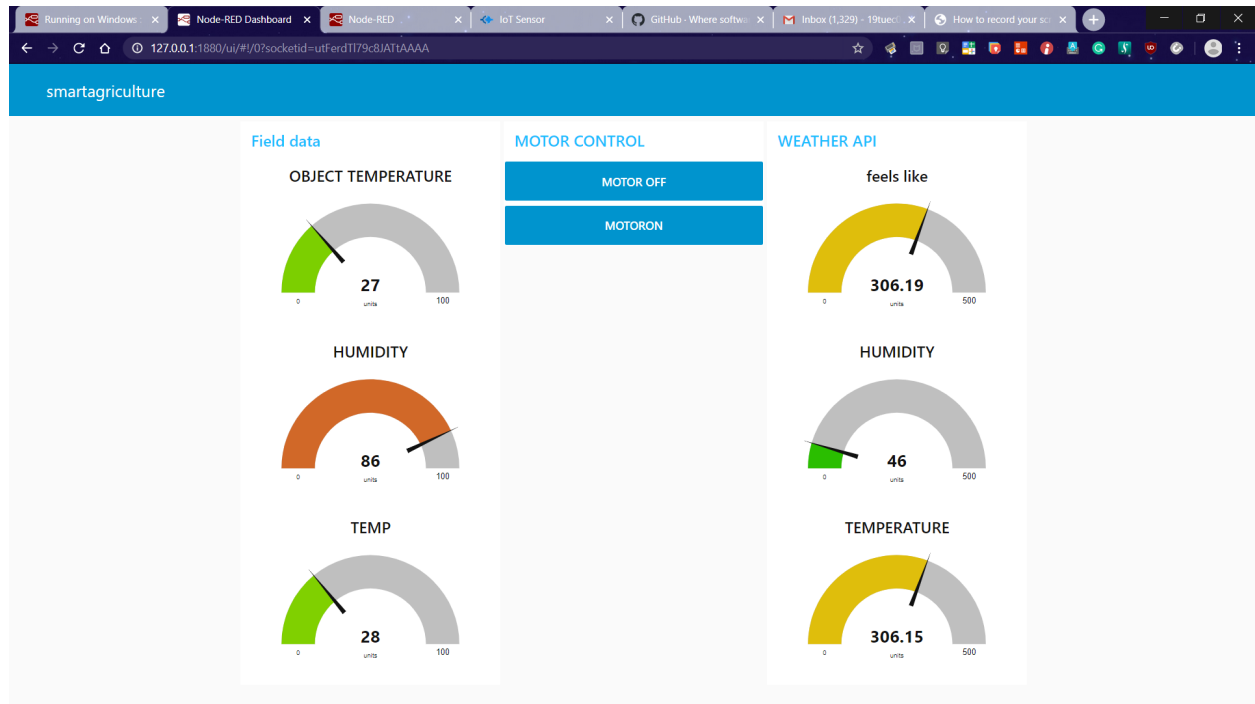 Running on Windows :
Node-RED Dashboard
Node-RED
IoT Sensor
GitHub - Where softwa
Inbox (1,329) - 19tuec
How to record your sc
127.0.0.1:1880/ui/#!/0?socketid=utFerdTl79c8JATtAAAA
smartagriculture
Field data
OBJECT TEMPERATURE
27
units
0
100
HUMIDITY
86
units
0
100
TEMP
28
units
0
100
MOTOR CONTROL
MOTOR OFF
MOTORON
WEATHER API
feels like
306.19
units
0
500
HUMIDITY
46
units
0
500
TEMPERATURE
306.15
units
0
500